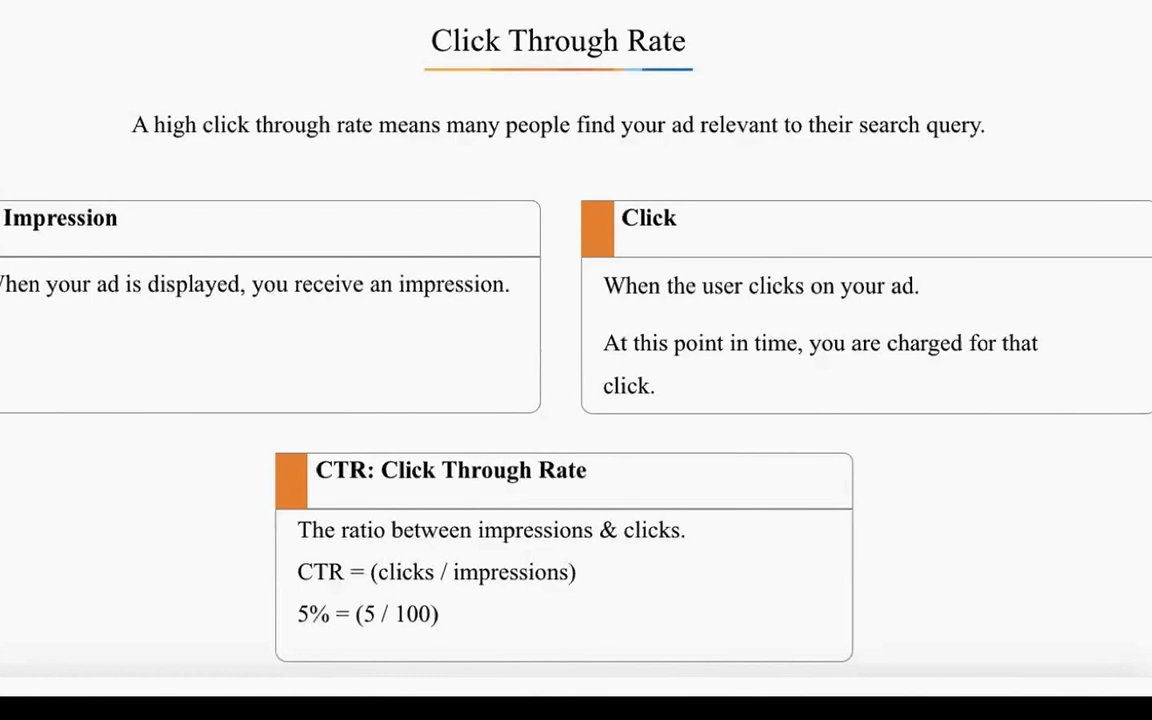 Click Through Rate
A high click through rate means many people find your ad relevant to their search query.
Impression
hen your ad is displayed, you receive an impression.
Click
When the user clicks on your ad.
At this point in time, you are charged for that
click.
CTR: Click Through Rate
The ratio between impressions & clicks.
CTR = (clicks / impressions)
5% = (5 / 100)